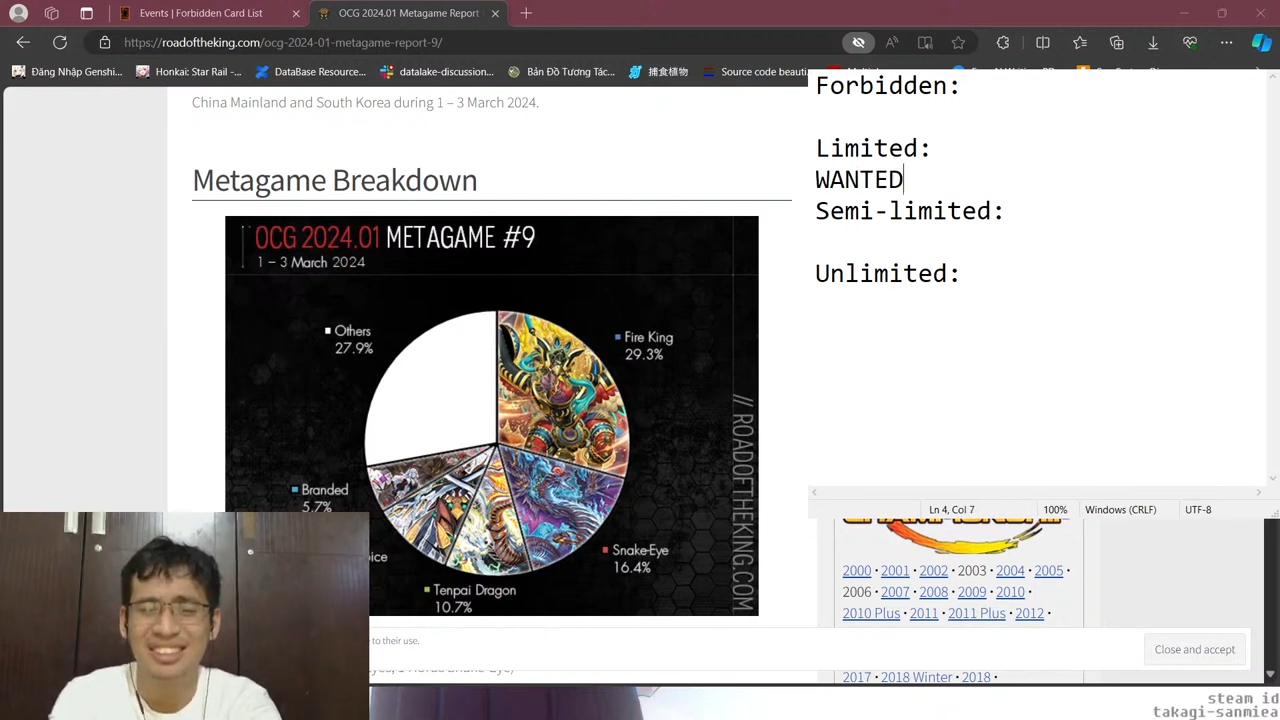 Events | Forbidden Card List
OCG 2024.01 Metagame Report
https://roadoftheking.com/ocg-2024-01-metagame-report-9/
Đăng Nhập Genshi...
Honkai: Star Rail -...
DataBase Resource...
datalake-discussion...
Bản Đồ Tương Tác...
捕食植物
Source code beauti...
China Mainland and South Korea during 1 – 3 March 2024.
Metagame Breakdown
OCG 2024.01 METAGAME #9
1 – 3 March 2024
Others
27.9%
Fire King
29.3%
Branded
5.7%
Snake-Eye
16.4%
Tenpai Dragon
10.7%
// ROADOFTHEKING.COM
Forbidden:
Limited:
WANTED
Semi-limited:
Unlimited:
Ln 4, Col 7
100%
Windows (CRLF)
UTF-8
2000 • 2001 • 2002 • 2003 • 2004 • 2005 •
2006 • 2007 • 2008 • 2009 • 2010 •
2010 Plus • 2011 • 2011 Plus • 2012 •
to their use.
Close and accept
2017 • 2018 Winter • 2018 •
steam id
takagi-sanmiea